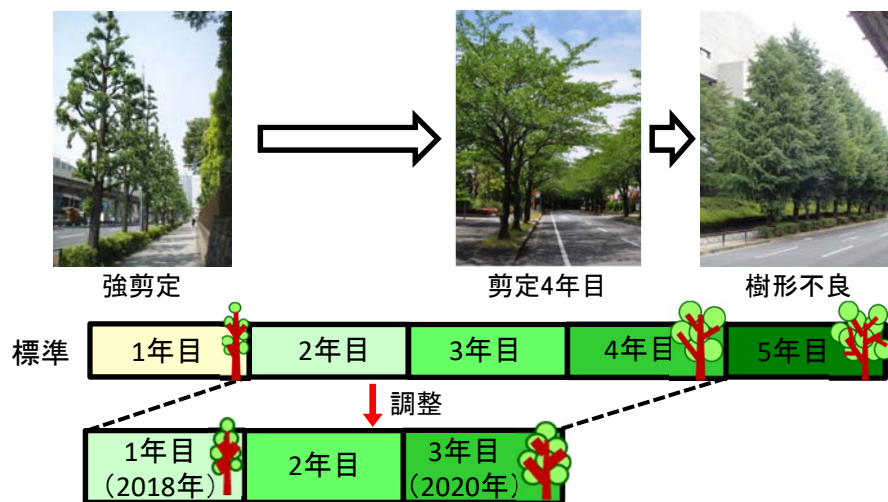 強剪定
剪定4年目
樹形不良
標準
1年目
2年目
3年目
4年目
5年目
調整
1年目
（2018年）
2年目
3年目
（2020年）